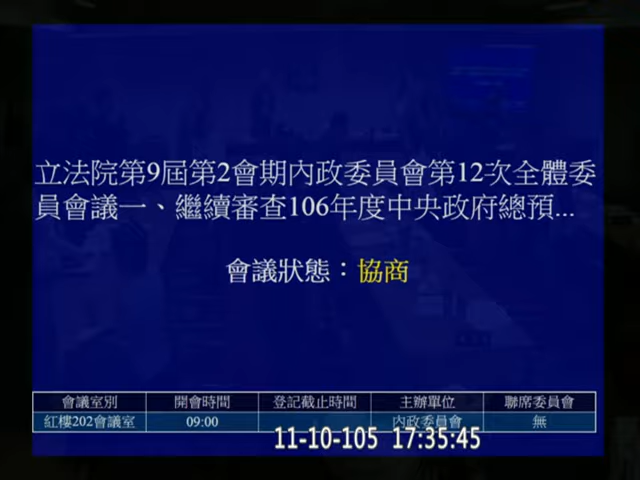 立法院第9屆第2會期內政委員會第12次全體委
員會議一、繼續審查106年度中央政府總預...
會議狀態：協商
會議室別 開會時間 登記截止時間 主辦單位 聯席委員會
紅樓202會議室 09:00 內政委員會 無
11-10-105 17:35:45